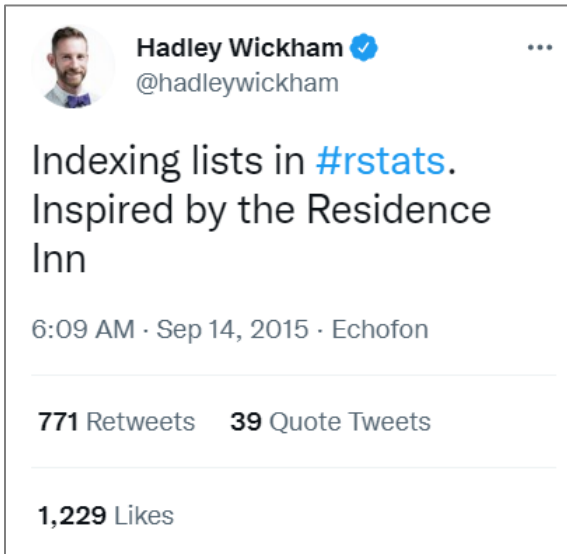 Hadley Wickham
@hadleywickham
Indexing lists in #rstats.
Inspired by the Residence
Inn
6:09 AM · Sep 14, 2015 · Echofon
771 Retweets 39 Quote Tweets
1,229 Likes